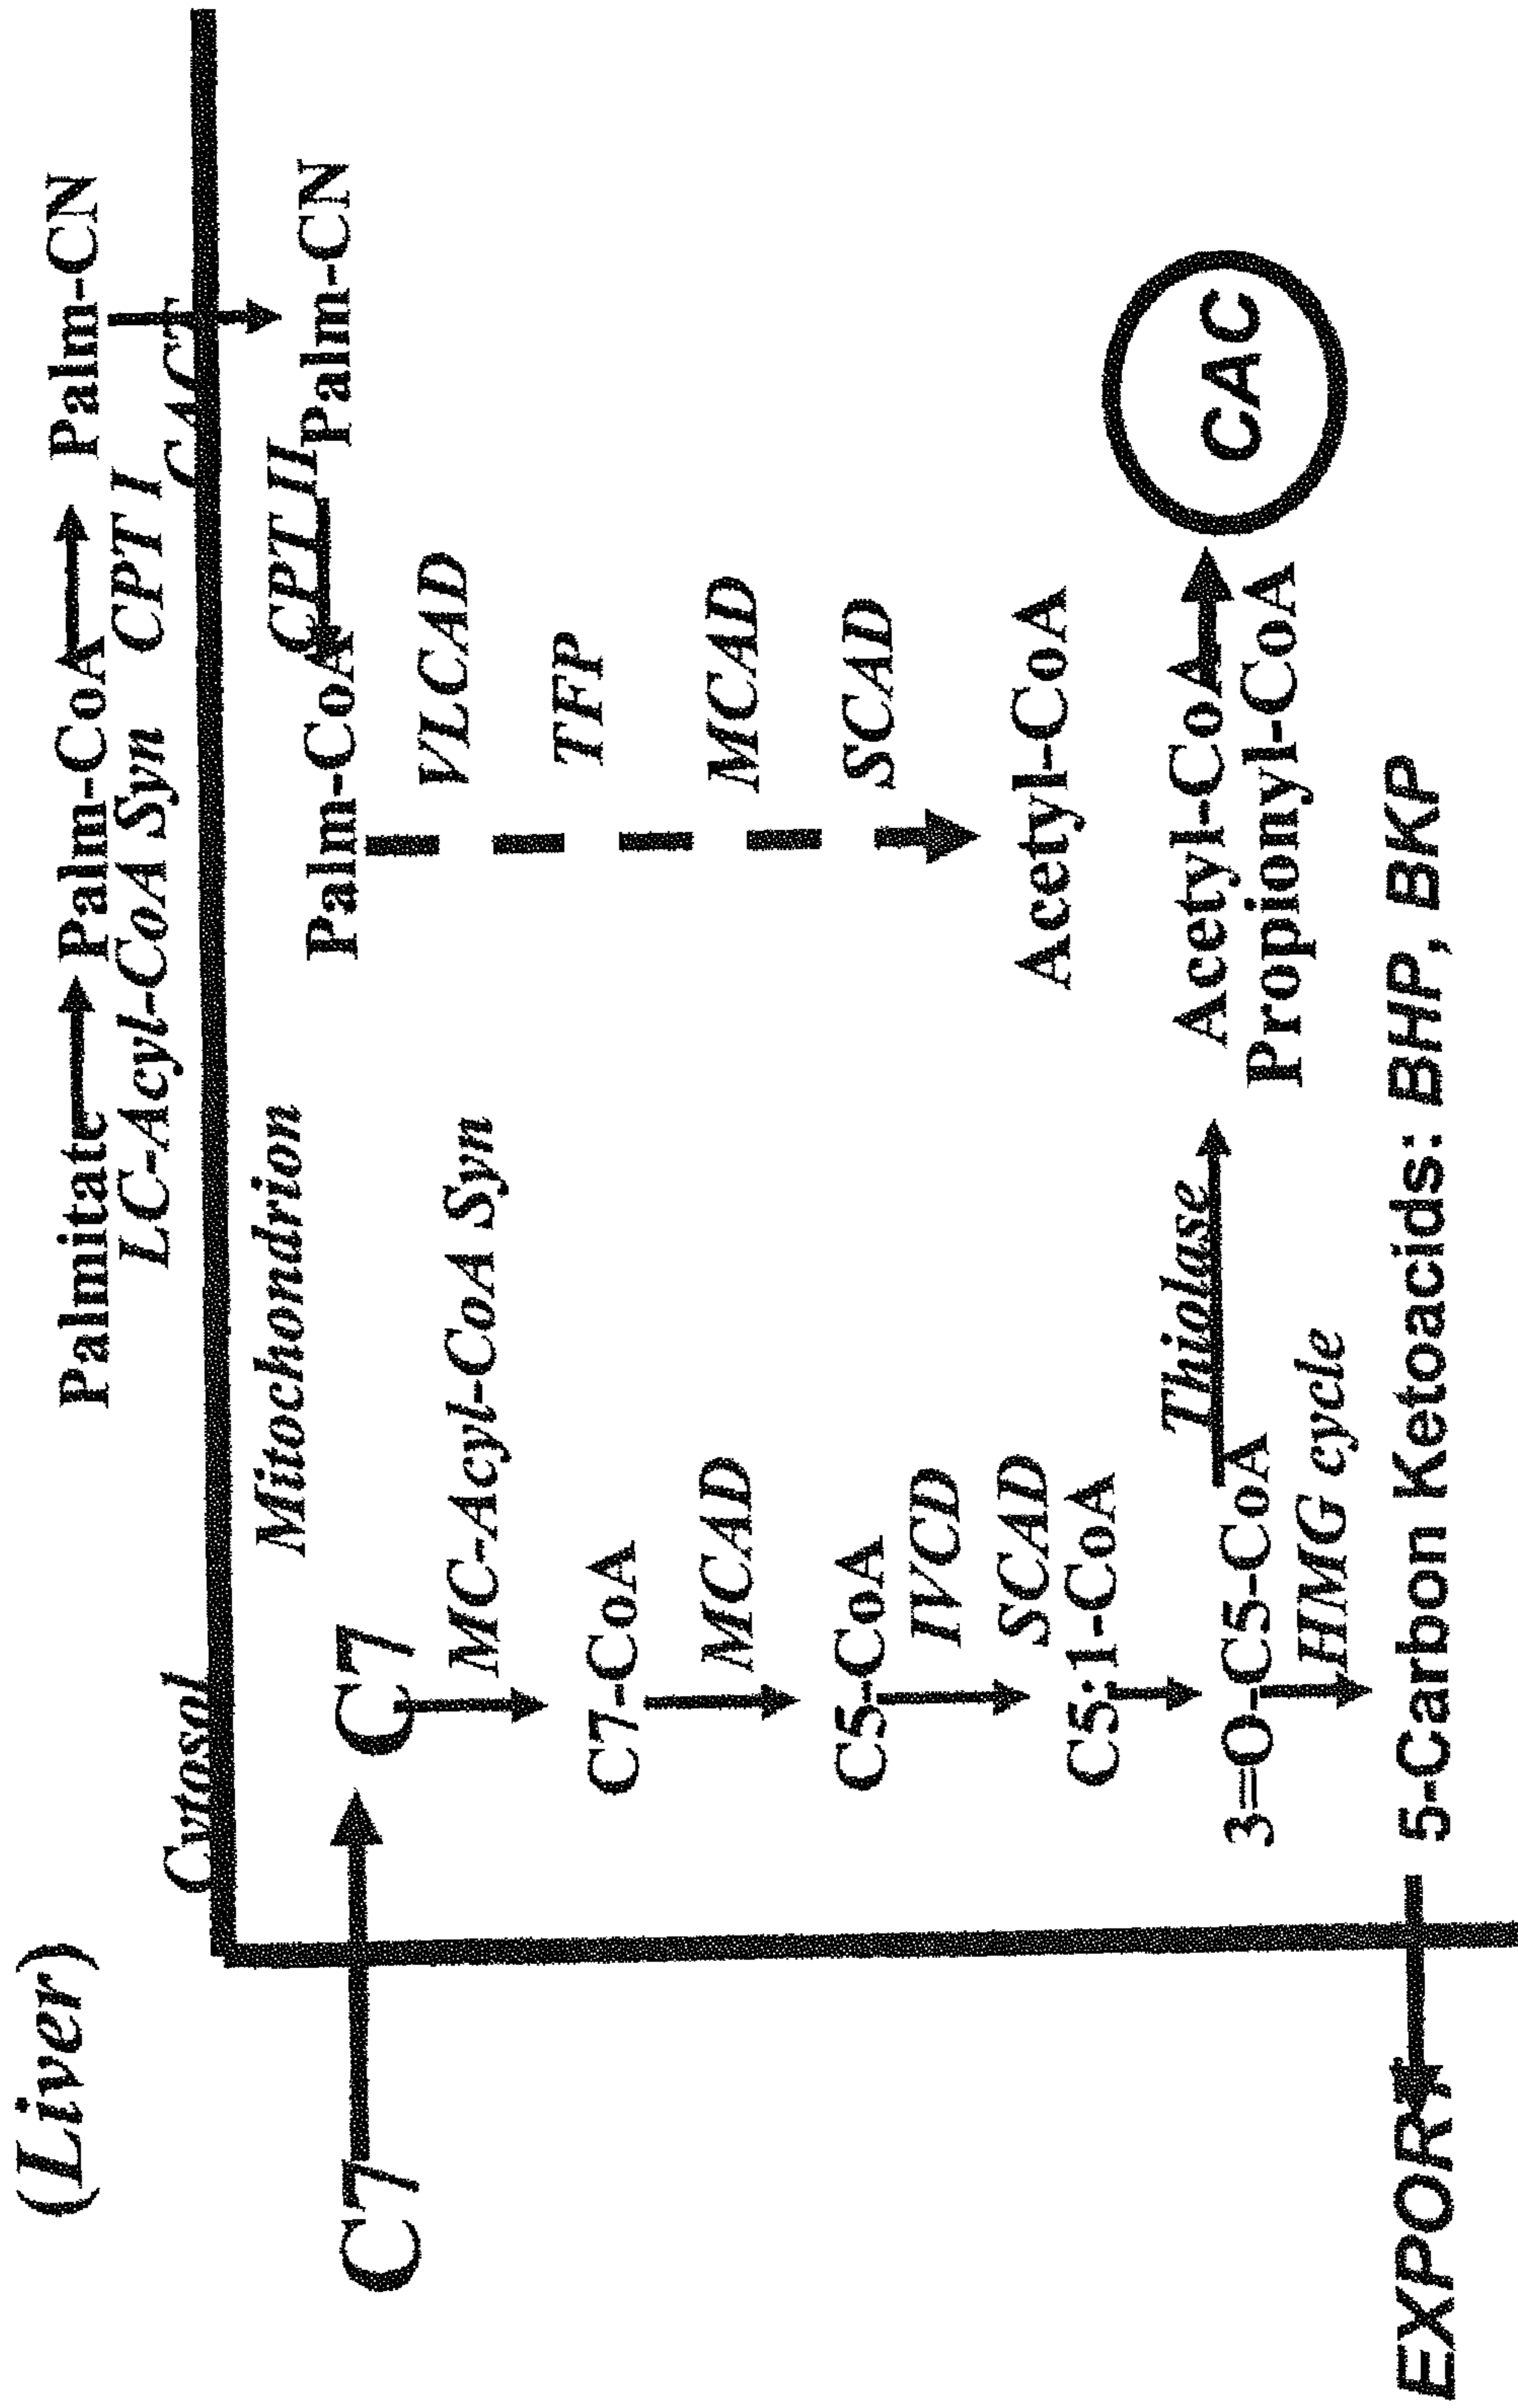 (Liver)
Palmitate Palm-CoA Palm-CN
LC-Acyl-CoA Syn CPT I
Cytosol CACT
Mitochondrion CPT II
C7 C7 Palm-CoA Palm-CN
MC-Acyl-CoA Syn VLCAD
C7-CoA TFP
MCAD MCAD
C5-CoA SCAD
IVCD
SCAD Acetyl-CoA
C5:1-CoA
Thiolase Acetyl-CoA CAC
3=O-C5-CoA Propionyl-CoA
HMG cycle
EXPORT 5-Carbon Ketoacids: BHP, BKP